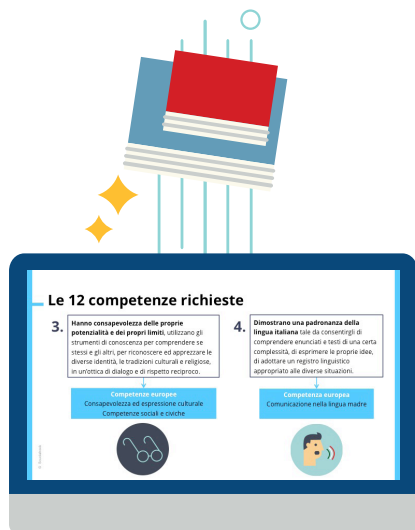 Le 12 competenze richieste
3.
Hanno consapevolezza delle proprie
potenzialità e dei propri limiti, utilizzano gli
strumenti di conoscenza per comprendere se
stessi e gli altri, per riconoscere ed apprezzare le
diverse identità, le tradizioni culturali e religiose,
in un'ottica di dialogo e di rispetto reciproco.
Competenze europee
Consapevolezza ed espressione culturale
Competenze sociali e civiche
4.
Dimostrano una padronanza della
lingua italiana tale da consentirgli di
comprendere enunciati e testi di una certa
complessità, di esprimere le proprie idee,
di adottare un registro linguistico
appropriato alle diverse situazioni.
Competenza europea
Comunicazione nella lingua madre